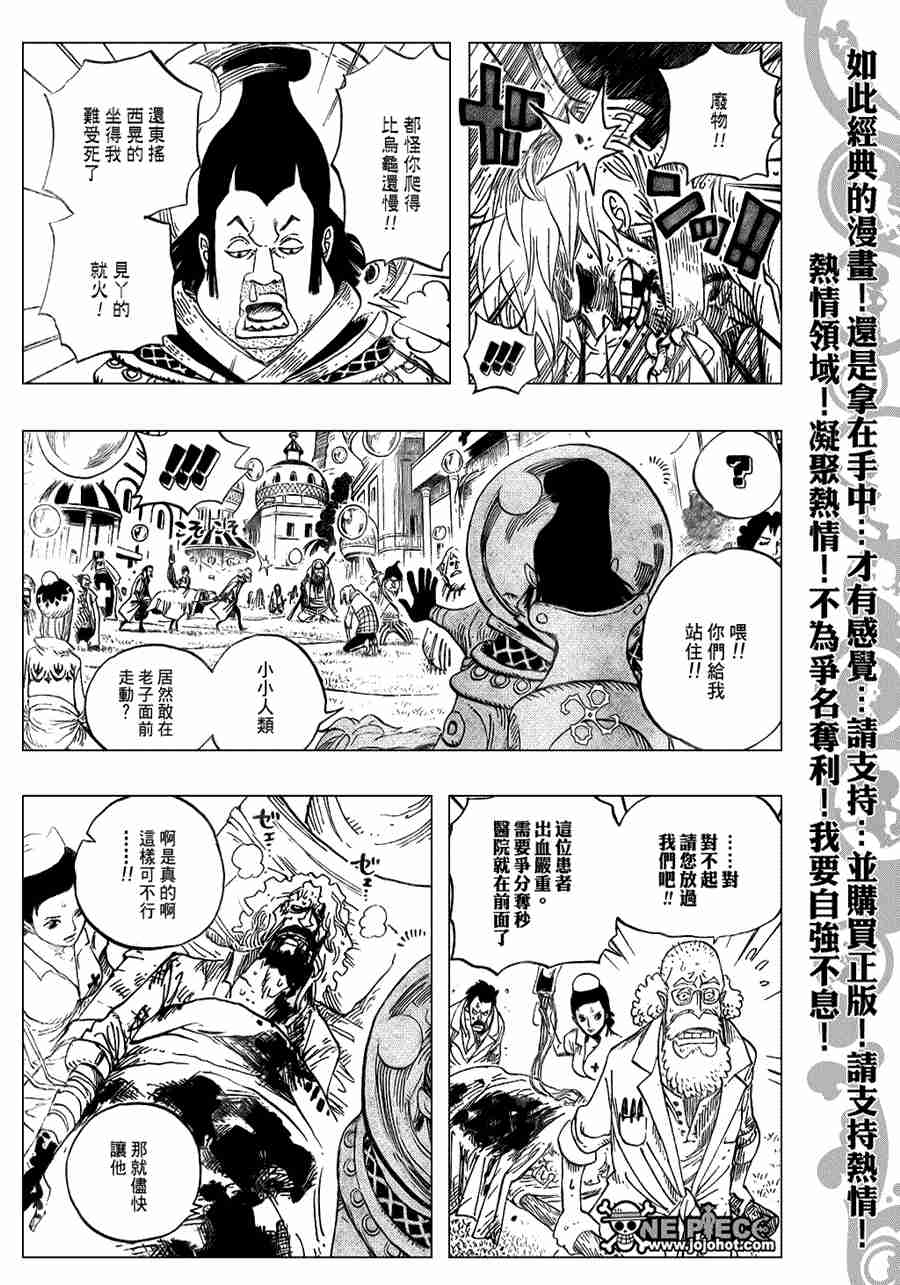 廢物!!
都怪你爬得
比烏龜還慢!!
還東搖
西晃的
坐得我
難受死了
見ㄚ的
就火!
?
喂!!
你們給我
站住!!
小小人類
居然敢在
老子面前
走動?
……對
對不起
請您放過
我們吧!!
這位患者
出血嚴重。
需要爭分奪秒
醫院就在前面了
ゼェ
ゼェ
啊是真的啊
這樣可不行
……!!
那就儘快
讓他
ONE PIECE
www.jojohot.com
如此經典的漫畫!還是拿在手中…才有感覺…請支持…並購買正版!請支持熱情!
熱情領域!凝聚熱情!不為爭名奪利!我要自強不息!